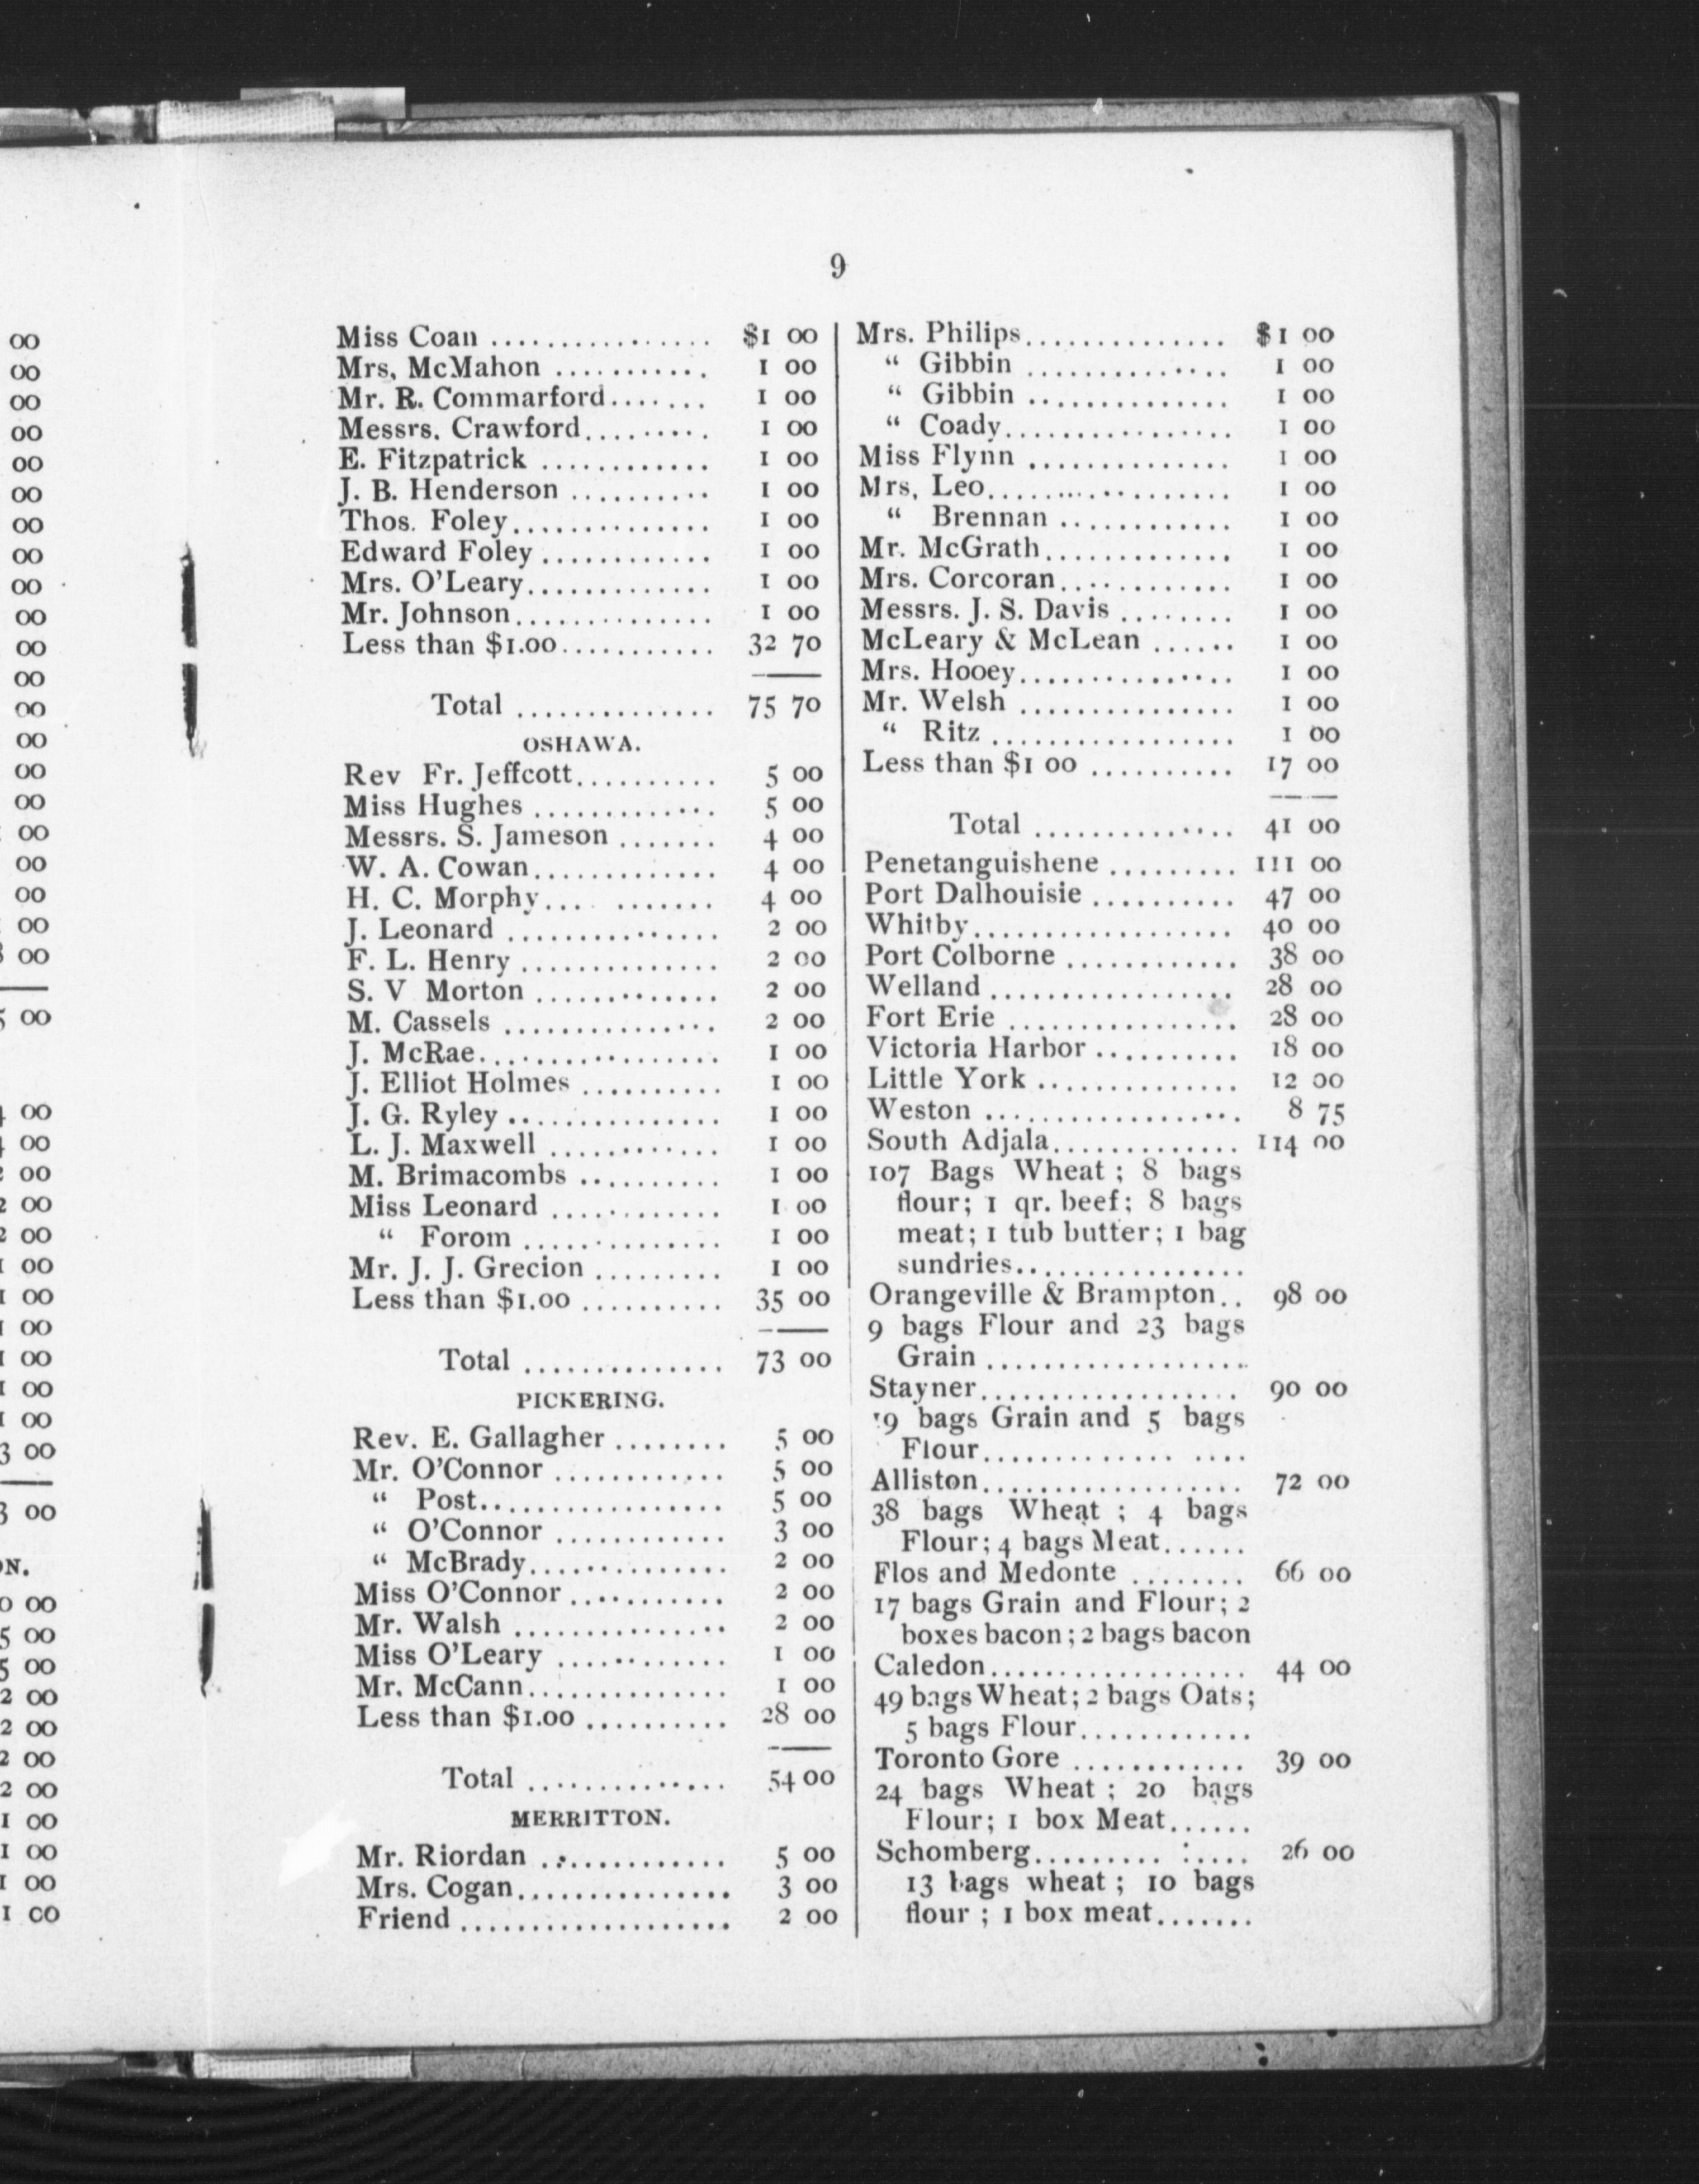 9
Miss Coan ................. $1 00
Mrs, McMahon ........... 1 00
Mr. R. Commarford....... 1 00
Messrs. Crawford......... 1 00
E. Fitzpatrick ............ 1 00
J. B. Henderson .......... 1 00
Thos. Foley............... 1 00
Edward Foley............. 1 00
Mrs. O'Leary............. 1 00
Mr. Johnson.............. 1 00
Less than $1.00........... 32 70
Total .............. 75 70
OSHAWA.
Rev Fr. Jeffcott.......... 5 00
Miss Hughes ............. 5 00
Messrs. S. Jameson ....... 4 00
W. A. Cowan............. 4 00
H. C. Morphy... ....... 4 00
J. Leonard ............... 2 00
F. L. Henry .............. 2 00
S. V Morton ............. 2 00
M. Cassels ............... 2 00
J. McRae................. 1 00
J. Elliot Holmes .......... 1 00
J. G. Ryley ............... 1 00
L. J. Maxwell ............ 1 00
M. Brimacombs .......... 1 00
Miss Leonard ............ 1 00
" Forom .............. 1 00
Mr. J. J. Grecion ......... 1 00
Less than $1.00 .......... 35 00
Total .............. 73 00
PICKERING.
Rev. E. Gallagher ........ 5 00
Mr. O'Connor ............ 5 00
" Post................. 5 00
" O'Connor ............ 3 00
" McBrady.............. 2 00
Miss O'Connor ........... 2 00
Mr. Walsh ............... 2 00
Miss O'Leary ............ 1 00
Mr. McCann.............. 1 00
Less than $1.00 .......... 28 00
Total .............. 54 00
MERRITTON.
Mr. Riordan ............. 5 00
Mrs. Cogan............... 3 00
Friend ................... 2 00
Mrs. Philips.............. $1 00
" Gibbin .............. 1 00
" Gibbin .............. 1 00
" Coady................ 1 00
Miss Flynn .............. 1 00
Mrs, Leo................. 1 00
" Brennan ............ 1 00
Mr. McGrath............. 1 00
Mrs. Corcoran............ 1 00
Messrs. J. S. Davis ........ 1 00
McLeary & McLean ...... 1 00
Mrs. Hooey............... 1 00
Mr. Welsh ............... 1 00
" Ritz ................. 1 00
Less than $1 00 .......... 17 00
Total .............. 41 00
Penetanguishene ......... 111 00
Port Dalhouisie .......... 47 00
Whitby.................. 40 00
Port Colborne ............ 38 00
Welland ................. 28 00
Fort Erie ................ 28 00
Victoria Harbor .......... 18 00
Little York .............. 12 00
Weston .................. 8 75
South Adjala............. 114 00
107 Bags Wheat ; 8 bags
flour; 1 qr. beef; 8 bags
meat; 1 tub butter; 1 bag
sundries................
Orangeville & Brampton.. 98 00
9 bags Flour and 23 bags
Grain ...................
Stayner.................. 90 00
19 bags Grain and 5 bags
Flour............. ....
Alliston................... 72 00
38 bags Wheat ; 4 bags
Flour; 4 bags Meat......
Flos and Medonte ........ 66 00
17 bags Grain and Flour; 2
boxes bacon; 2 bags bacon
Caledon.................. 44 00
49 bags Wheat; 2 bags Oats;
5 bags Flour............
Toronto Gore ............ 39 00
24 bags Wheat ; 20 bags
Flour; 1 box Meat......
Schomberg......... :.... 26 00
13 bags wheat ; 10 bags
flour ; 1 box meat.......